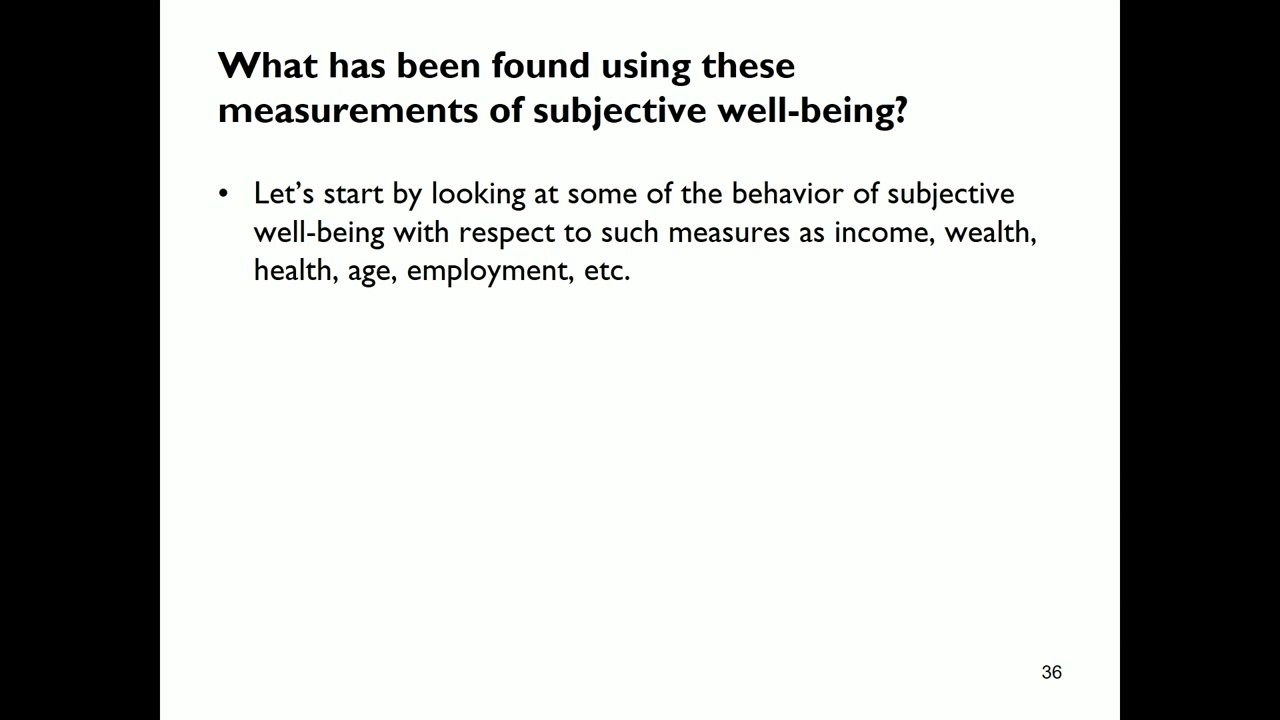 What has been found using these
measurements of subjective well-being?
• Let’s start by looking at some of the behavior of subjective
well-being with respect to such measures as income, wealth,
health, age, employment, etc.
36